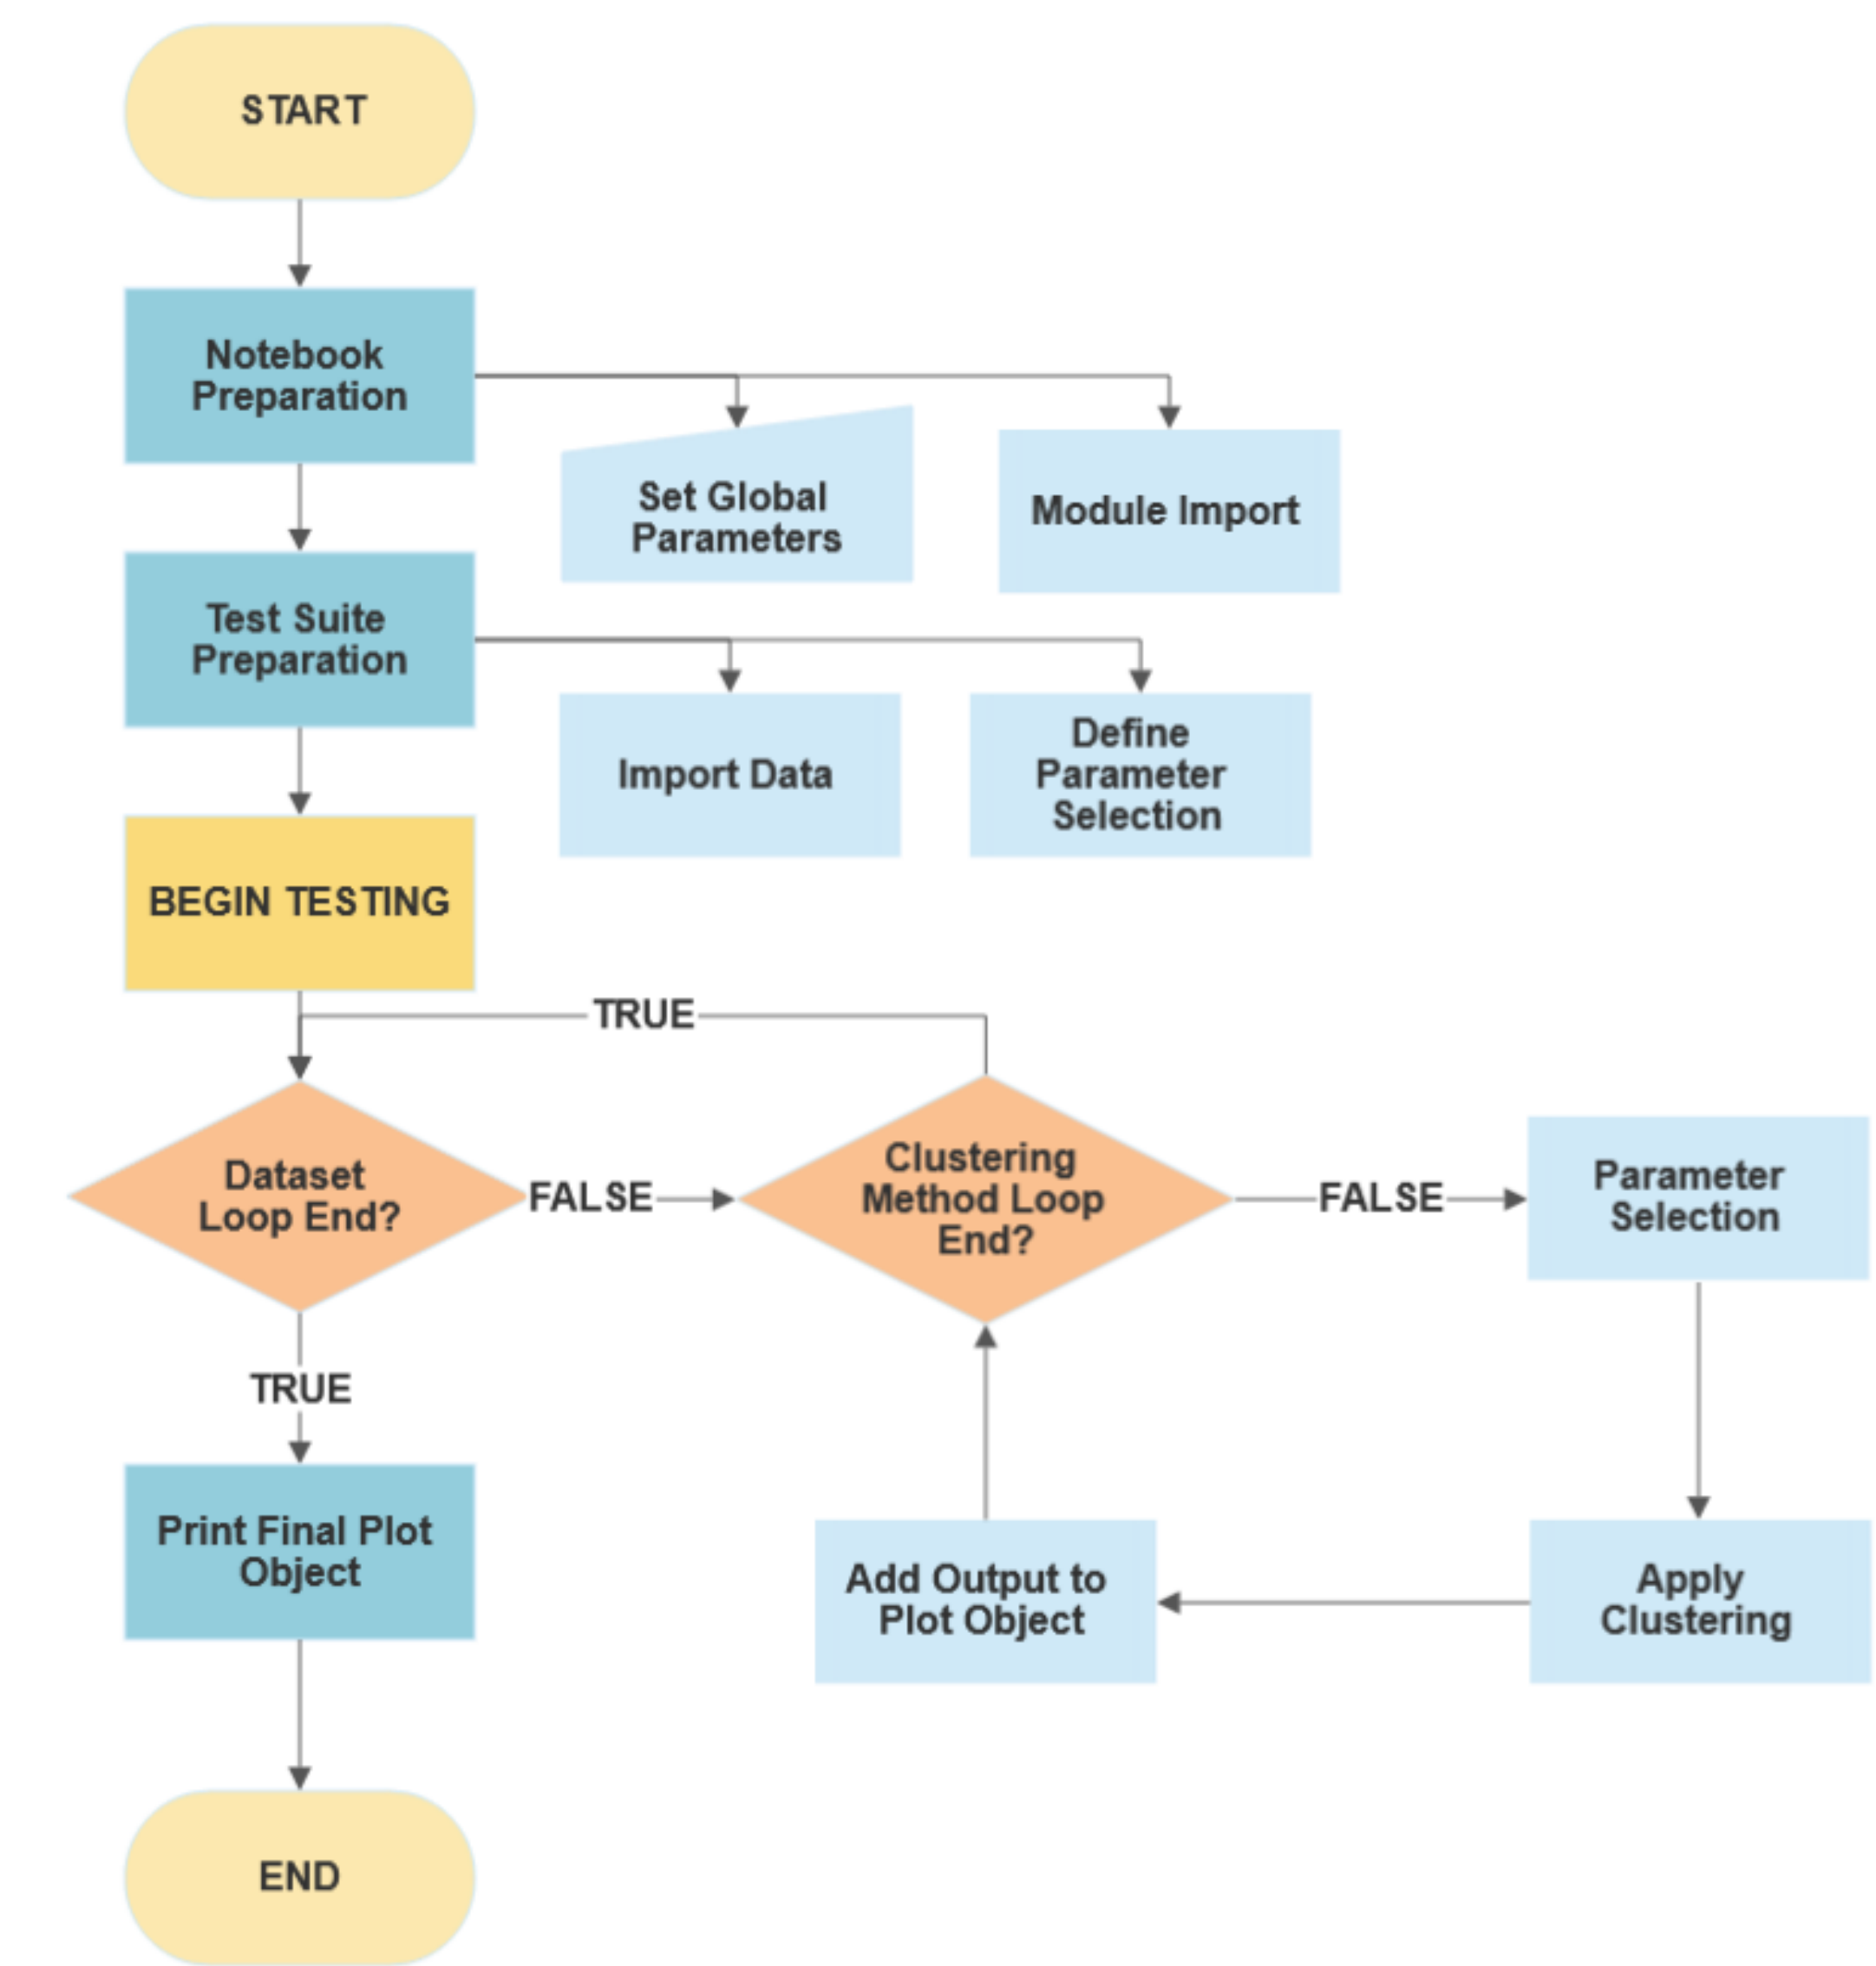 START
Notebook
Preparation
Set Global
Parameters
Module Import
Test Suite
Preparation
Import Data
Define
Parameter
Selection
BEGIN TESTING
TRUE
Dataset
Loop End?
FALSE
Clustering
Method Loop
End?
FALSE
Parameter
Selection
TRUE
Print Final Plot
Object
Add Output to
Plot Object
Apply
Clustering
END